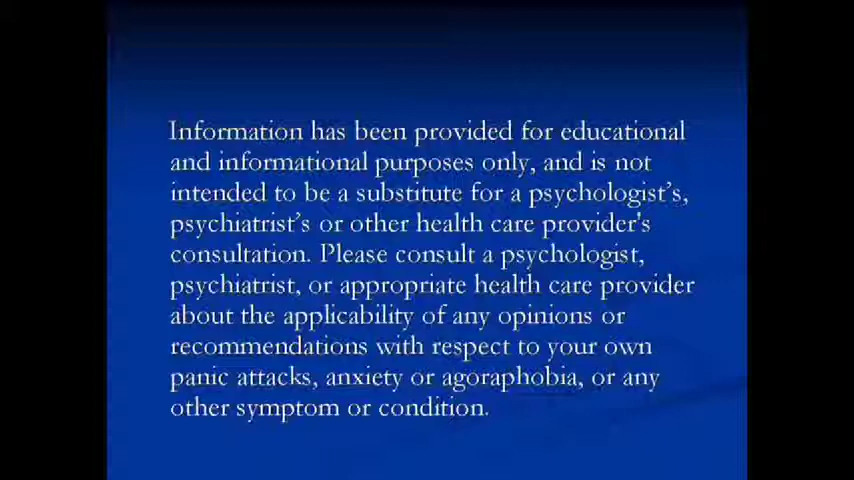 Information has been provided for educational
and informational purposes only, and is not
intended to be a substitute for a psychologist’s,
psychiatrist’s or other health care provider's
consultation. Please consult a psychologist,
psychiatrist, or appropriate health care provider
about the applicability of any opinions or
recommendations with respect to your own
panic attacks, anxiety or agoraphobia, or any
other symptom or condition.